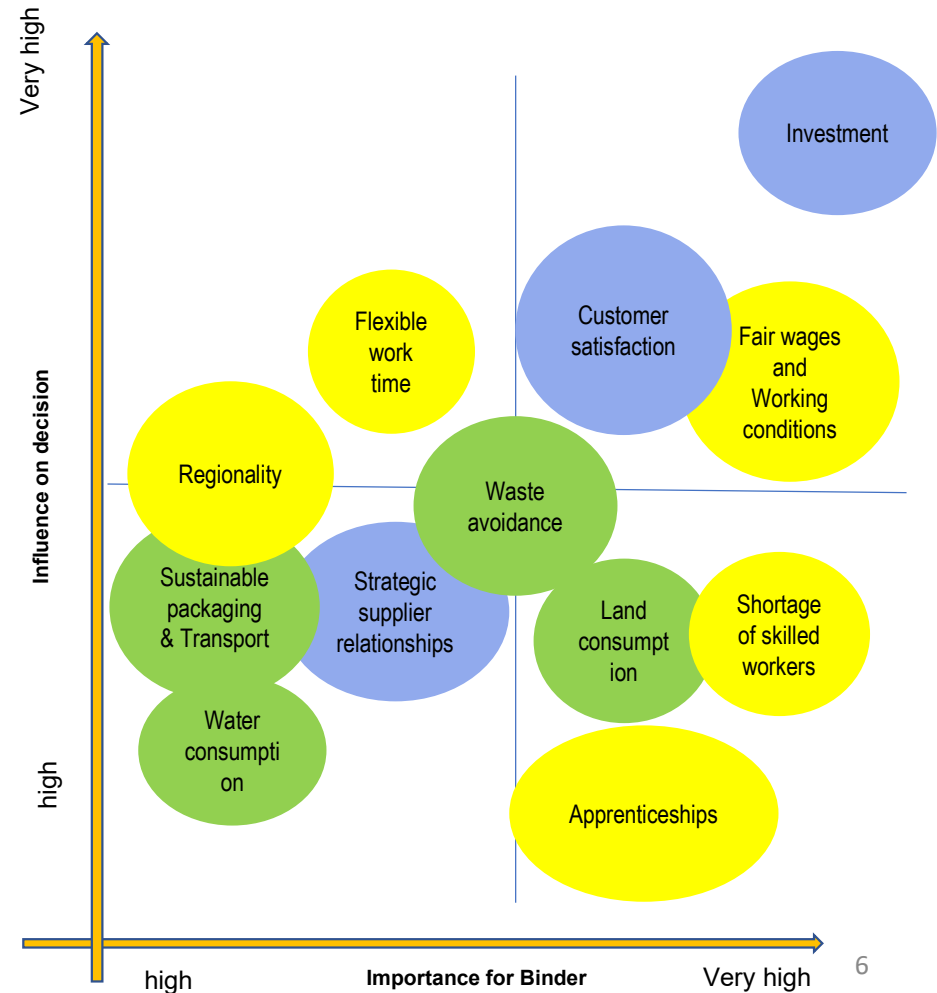 Very high
Investment
Customer
satisfaction
Flexible
work
time
Fair wages
and
Working
conditions
Influence on decision
Regionality
Waste
avoidance
Sustainable
packaging
& Transport
Strategic
supplier
relationships
Land
consumpt
ion
Shortage
of skilled
workers
Water
consumpti
on
high
Apprenticeships
high
Importance for Binder
Very high
6